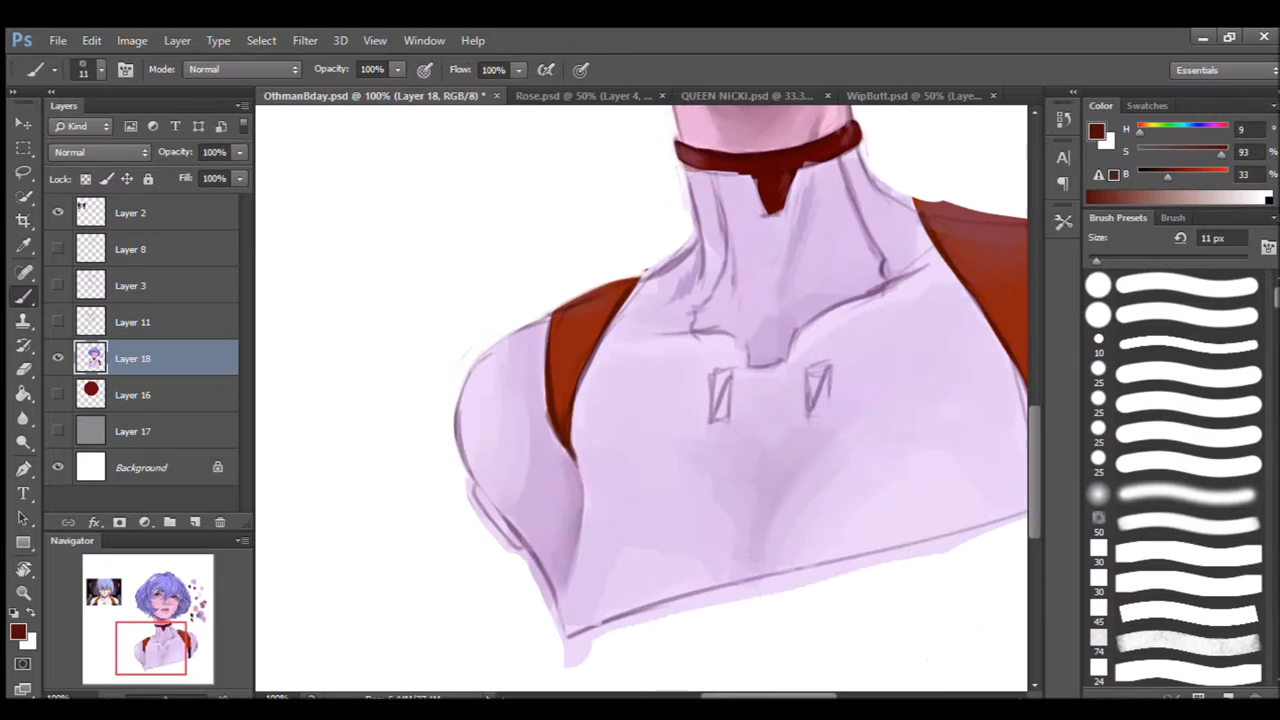 Ps File Edit Image Layer Type Select Filter 3D View Window Help
11 Mode: Normal Opacity: 100% Flow: 100% Essentials
Layers
OthmanBday.psd @ 100% (Layer 18, RGB/8) * Rose.psd @ 50% (Layer 4, ... QUEEN NICKI.psd @ 33.3... WipButt.psd @ 50% (Laye...
Color Swatches
Kind
H 9
Normal Opacity: 100%
S 93 %
Lock: Fill: 100%
B 33 %
Layer 2
Brush Presets Brush
Size: 11 px
Layer 8
Layer 3
Layer 11
10
Layer 18
25
Layer 16
25
Layer 17
25
25
Background
50
fx
Navigator
30
30
45
74
24